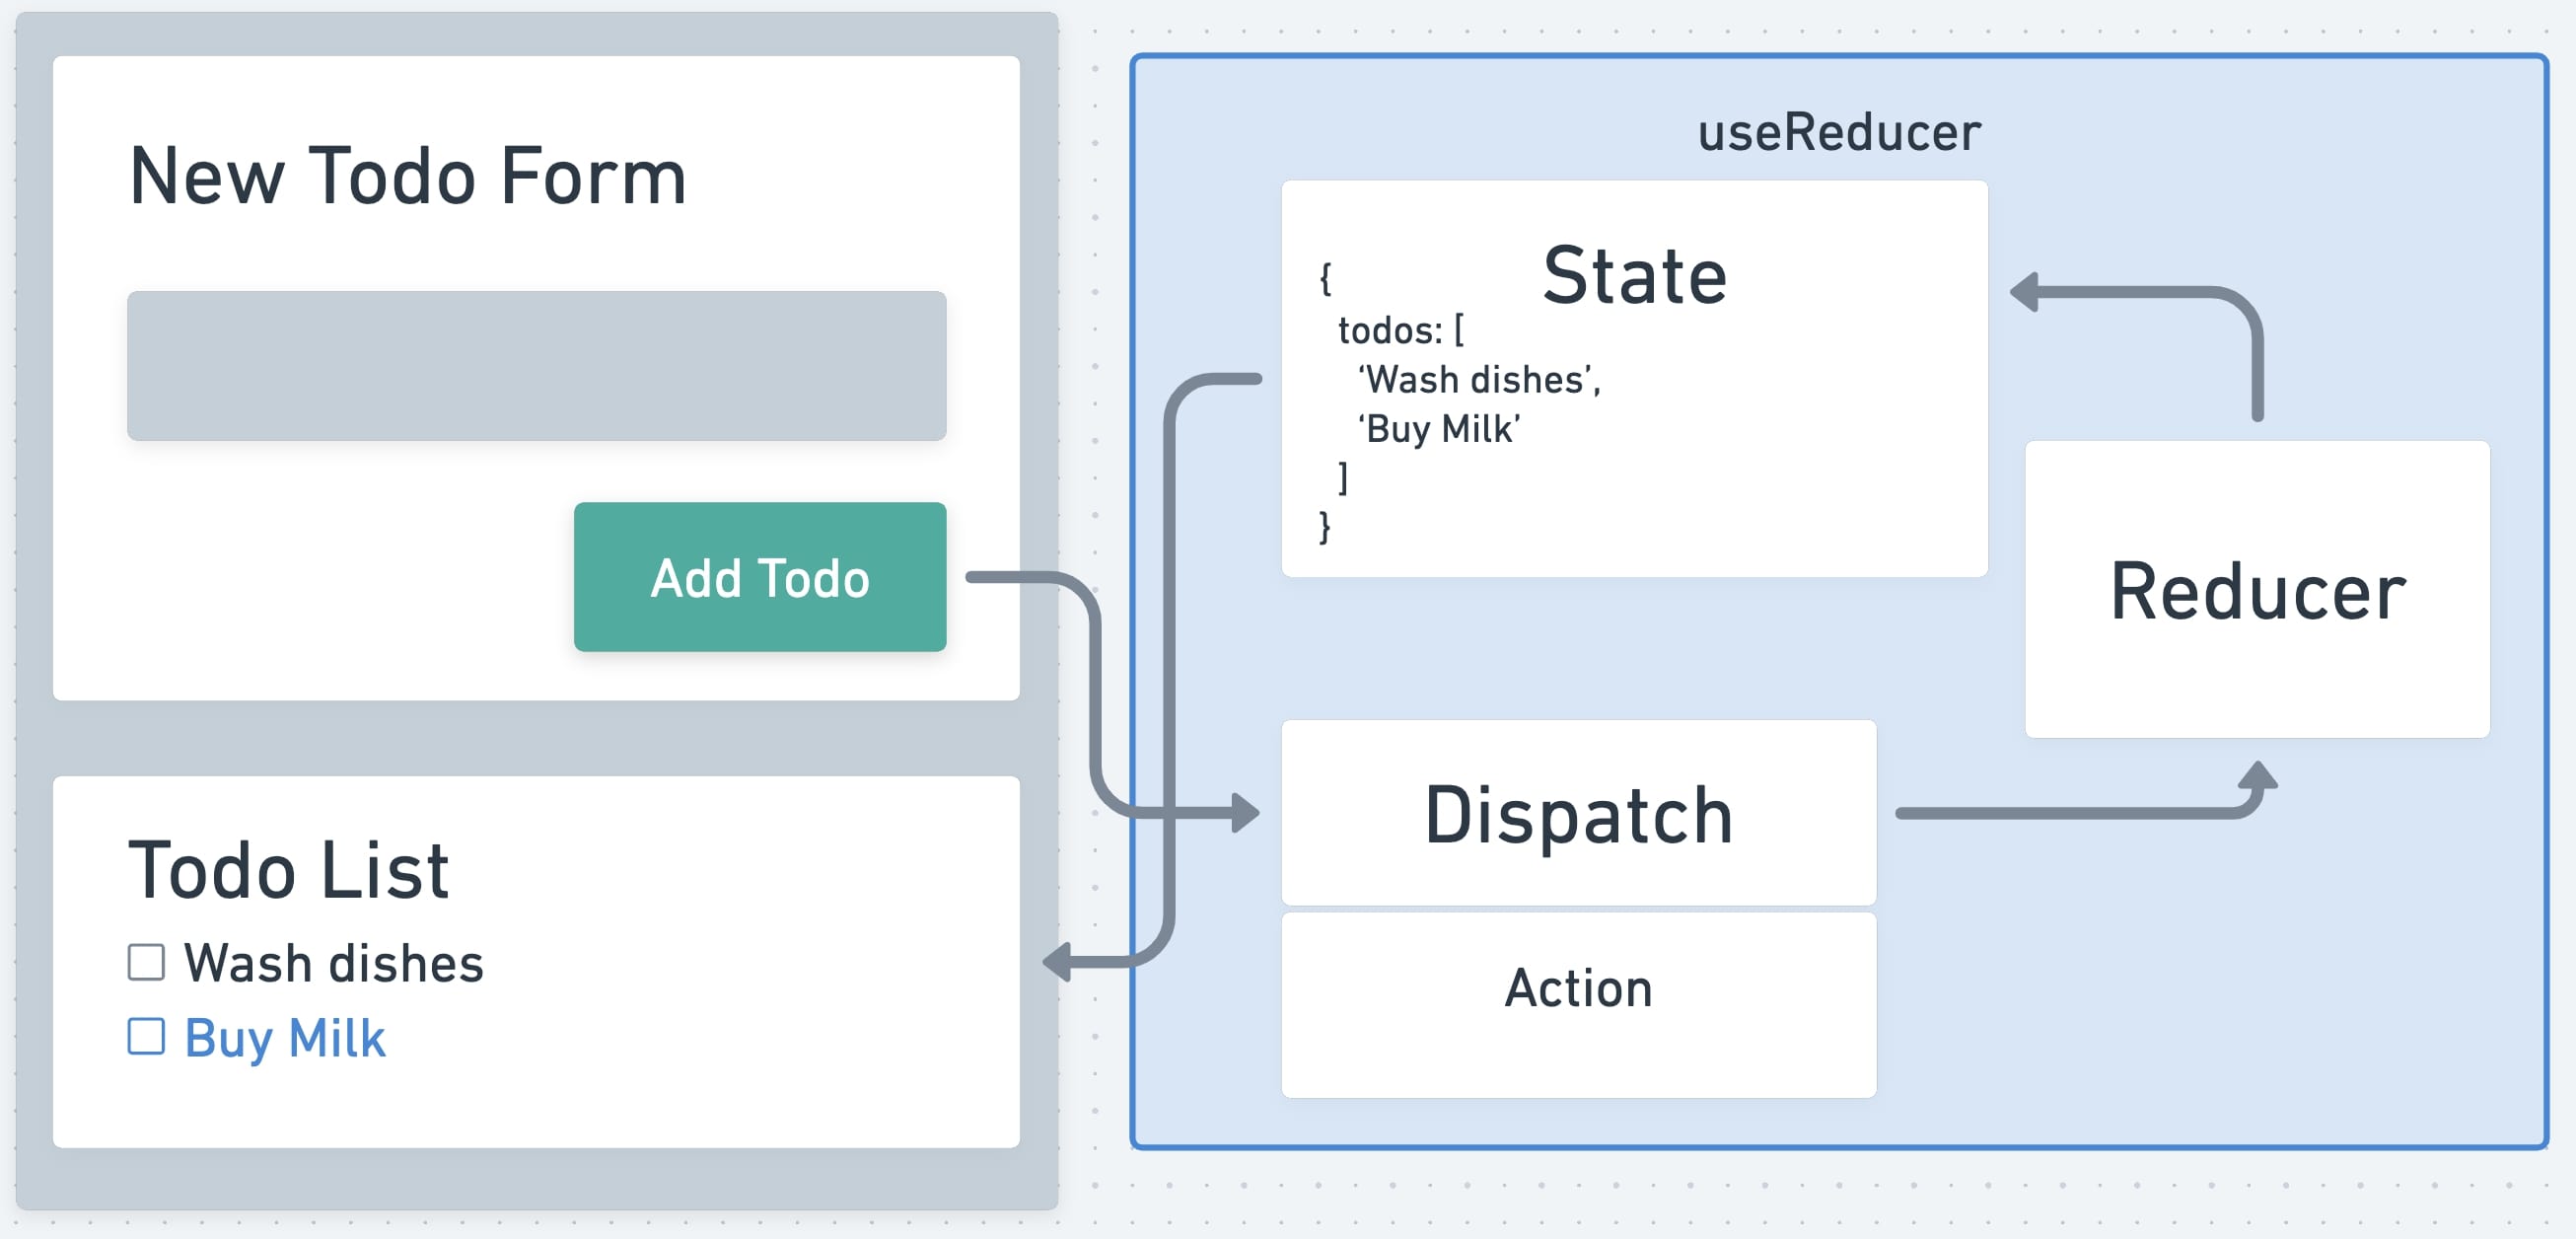 New Todo Form
Add Todo
Todo List
Wash dishes
Buy Milk
useReducer
State
{
todos: [
‘Wash dishes’,
‘Buy Milk’
]
}
Reducer
Dispatch
Action